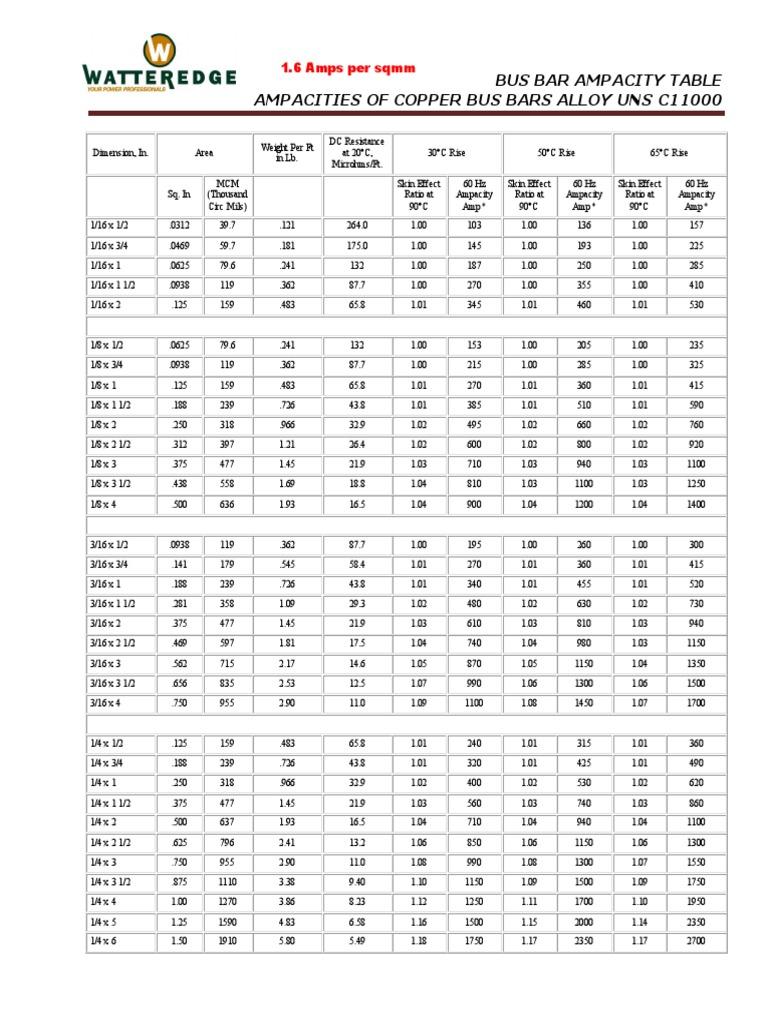 WATTEREDGE
YOUR POWER PROFESSIONALS
1.6 Amps per sqmm
BUS BAR AMPACITY TABLE
AMPACITIES OF COPPER BUS BARS ALLOY UNS C11000
Dimension, In. Area Weight Per Ft in Lb. DC Resistance at 20°C, Microhms/Ft. 30°C Rise 50°C Rise 65°C Rise
Sq. In MCM (Thousand Circ. Mils) Skin Effect Ratio at 90°C 60 Hz Ampacity Amp* Skin Effect Ratio at 90°C 60 Hz Ampacity Amp* Skin Effect Ratio at 90°C 60 Hz Ampacity Amp*
1/16 x 1/2 .0312 39.7 .121 264.0 1.00 103 1.00 136 1.00 157
1/16 x 3/4 .0469 59.7 .181 175.0 1.00 145 1.00 193 1.00 225
1/16 x 1 .0625 79.6 .241 132 1.00 187 1.00 250 1.00 285
1/16 x 1 1/2 .0938 119 .362 87.7 1.00 270 1.00 355 1.00 410
1/16 x 2 .125 159 .483 65.8 1.01 345 1.01 460 1.01 530
1/8 x 1/2 .0625 79.6 .241 132 1.00 153 1.00 205 1.00 235
1/8 x 3/4 .0938 119 .362 87.7 1.00 215 1.00 285 1.00 325
1/8 x 1 .125 159 .483 65.8 1.01 270 1.01 360 1.01 415
1/8 x 1 1/2 .188 239 .726 43.8 1.01 385 1.01 510 1.01 590
1/8 x 2 .250 318 .966 32.9 1.02 495 1.02 660 1.02 760
1/8 x 2 1/2 .312 397 1.21 26.4 1.02 600 1.02 800 1.02 920
1/8 x 3 .375 477 1.45 21.9 1.03 710 1.03 940 1.03 1100
1/8 x 3 1/2 .438 558 1.69 18.8 1.04 810 1.03 1100 1.03 1250
1/8 x 4 .500 636 1.93 16.5 1.04 900 1.04 1200 1.04 1400
3/16 x 1/2 .0938 119 .362 87.7 1.00 195 1.00 260 1.00 300
3/16 x 3/4 .141 179 .545 58.4 1.01 270 1.01 360 1.01 415
3/16 x 1 .188 239 .726 43.8 1.01 340 1.01 455 1.01 520
3/16 x 1 1/2 .281 358 1.09 29.3 1.02 480 1.02 630 1.02 730
3/16 x 2 .375 477 1.45 21.9 1.03 610 1.03 810 1.03 940
3/16 x 2 1/2 .469 597 1.81 17.5 1.04 740 1.04 980 1.03 1150
3/16 x 3 .562 715 2.17 14.6 1.05 870 1.05 1150 1.04 1350
3/16 x 3 1/2 .656 835 2.53 12.5 1.07 990 1.06 1300 1.06 1500
3/16 x 4 .750 955 2.90 11.0 1.09 1100 1.08 1450 1.07 1700
1/4 x 1/2 .125 159 .483 65.8 1.01 240 1.01 315 1.01 360
1/4 x 3/4 .188 239 .726 43.8 1.01 320 1.01 425 1.01 490
1/4 x 1 .250 318 .966 32.9 1.02 400 1.02 530 1.02 620
1/4 x 1 1/2 .375 477 1.45 21.9 1.03 560 1.03 740 1.03 860
1/4 x 2 .500 637 1.93 16.5 1.04 710 1.04 940 1.04 1100
1/4 x 2 1/2 .625 796 2.41 13.2 1.06 850 1.06 1150 1.06 1300
1/4 x 3 .750 955 2.90 11.0 1.08 990 1.08 1300 1.07 1550
1/4 x 3 1/2 .875 1110 3.38 9.40 1.10 1150 1.09 1500 1.09 1750
1/4 x 4 1.00 1270 3.86 8.23 1.12 1250 1.11 1700 1.10 1950
1/4 x 5 1.25 1590 4.83 6.58 1.16 1500 1.15 2000 1.14 2350
1/4 x 6 1.50 1910 5.80 5.49 1.18 1750 1.17 2350 1.17 2700